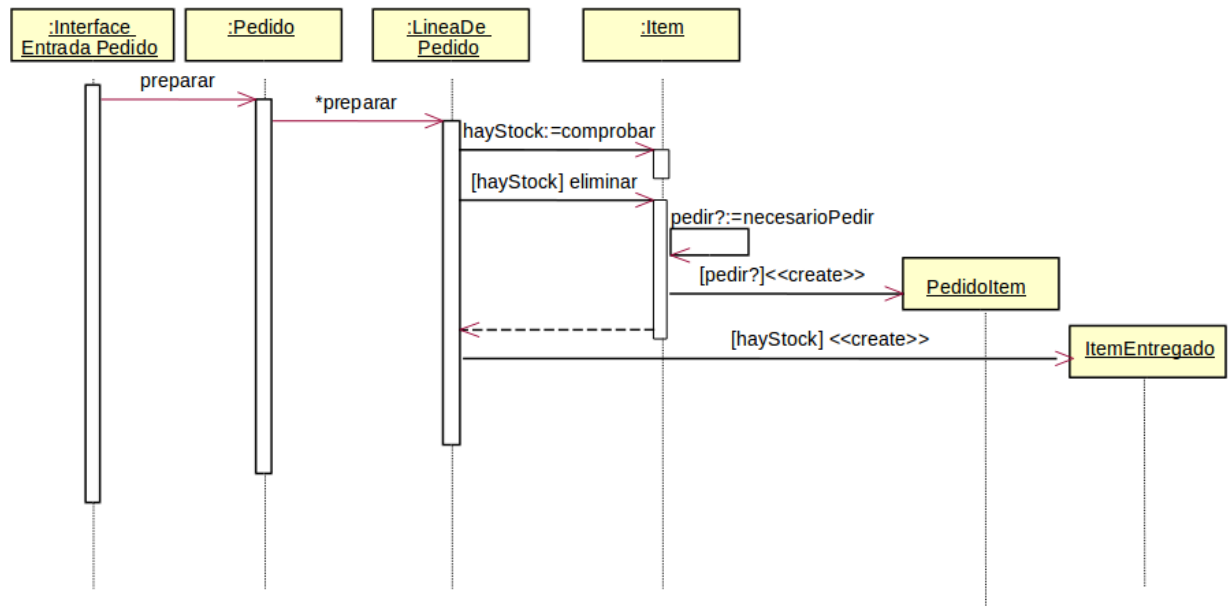 :Interface
Entrada Pedido
:Pedido
:LineaDe
Pedido
:Item
preparar
*preparar
hayStock:=comprobar
[hayStock] eliminar
pedir?:=necesarioPedir
[pedir?]<<create>>
PedidoItem
[hayStock] <<create>>
ItemEntregado